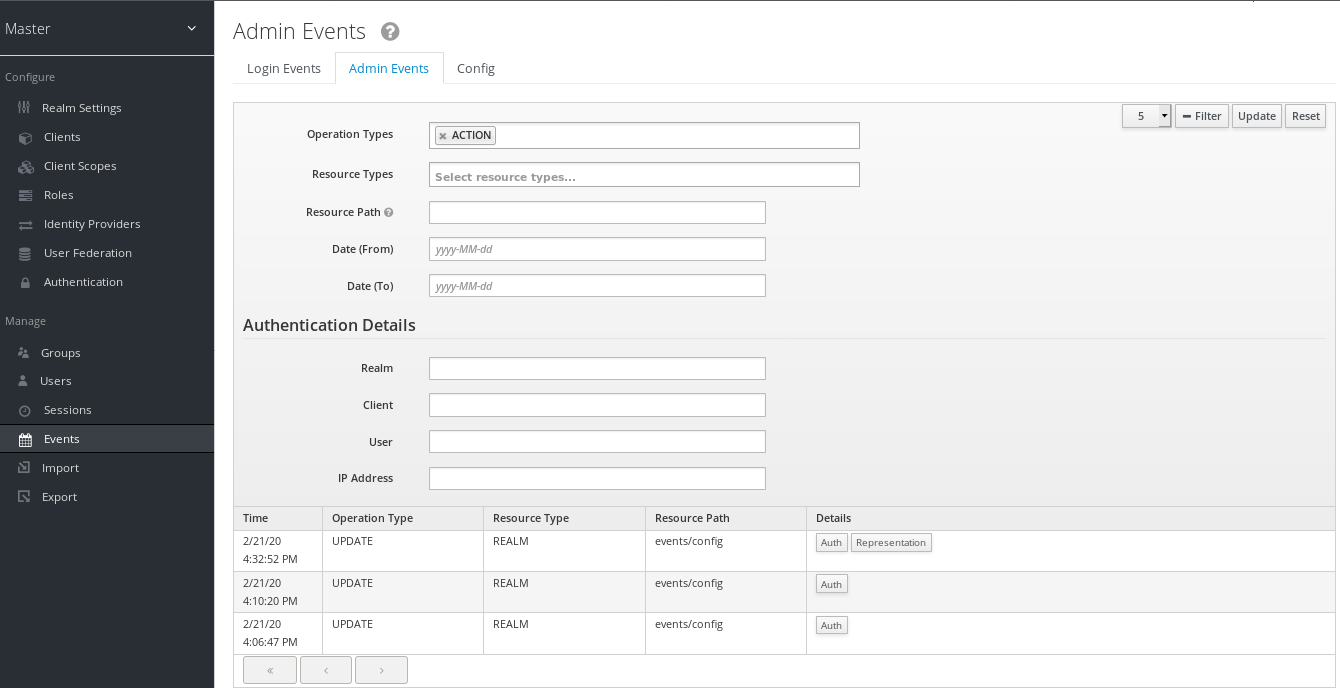 Master
Configure
Realm Settings
Clients
Client Scopes
Roles
Identity Providers
User Federation
Authentication
Manage
Groups
Users
Sessions
Events
Import
Export
Admin Events ?
Login Events Admin Events Config
5 Filter Update Reset
Operation Types × ACTION
Resource Types Select resource types...
Resource Path ?
Date (From) yyyy-MM-dd
Date (To) yyyy-MM-dd
Authentication Details
Realm
Client
User
IP Address
Time Operation Type Resource Type Resource Path Details
2/21/20 UPDATE REALM events/config Auth Representation
4:32:52 PM
2/21/20 UPDATE REALM events/config Auth
4:10:20 PM
2/21/20 UPDATE REALM events/config Auth
4:06:47 PM
« ‹ ›